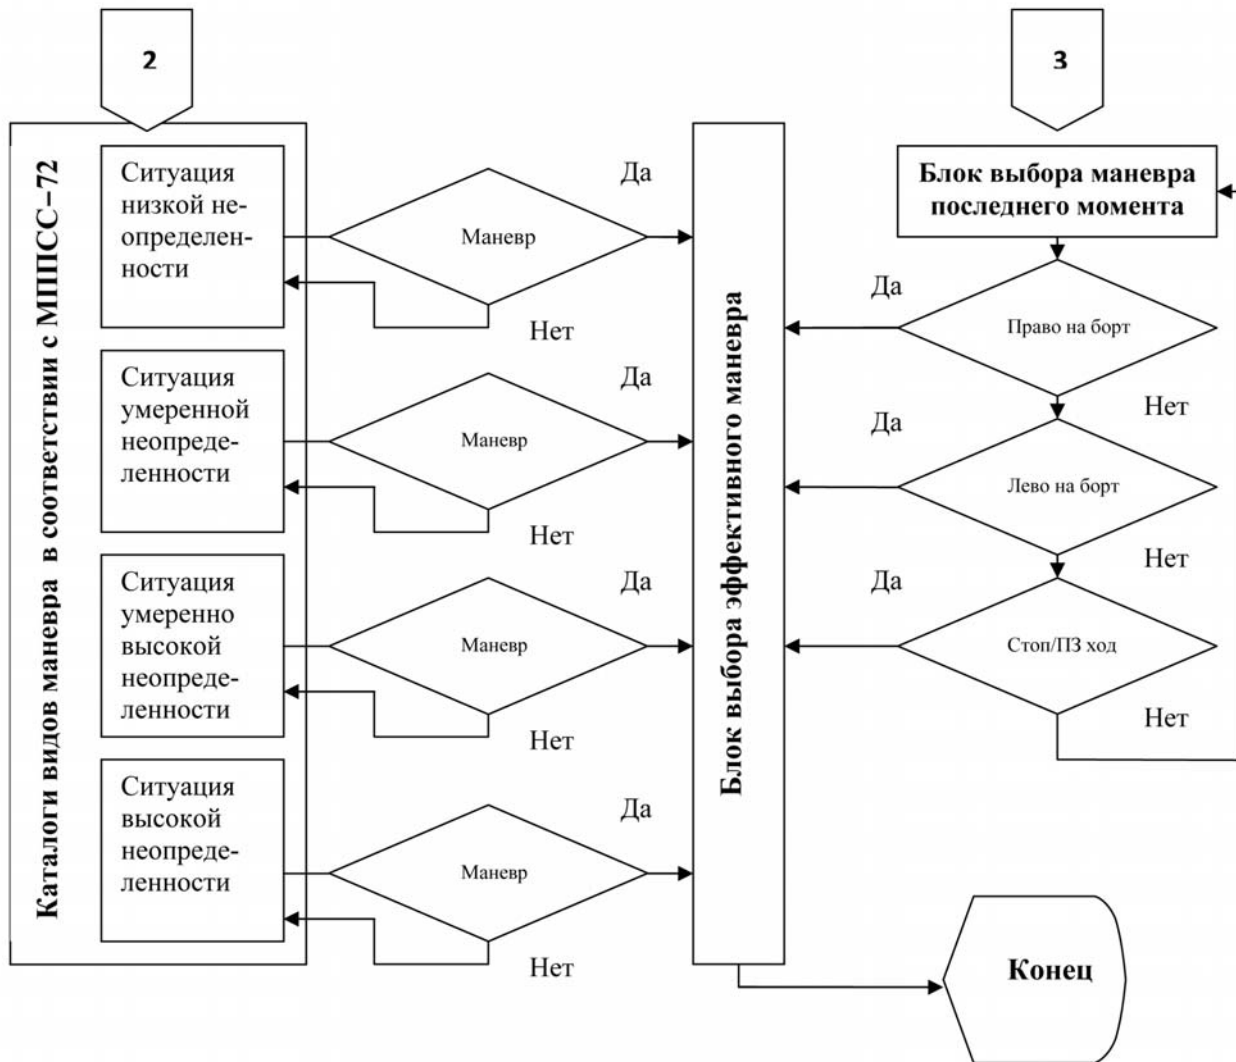 2
Каталоги видов маневра в соответствии с МППСС–72
Ситуация
низкой не-
определен-
ности
Маневр
Да
Нет
Ситуация
умеренной
неопреде-
ленности
Маневр
Да
Нет
Ситуация
умеренно
высокой
неопреде-
ленности
Маневр
Да
Нет
Ситуация
высокой
неопреде-
ленности
Маневр
Да
Нет
Блок выбора эффективного маневра
3
Блок выбора маневра
последнего момента
Да
Право на борт
Нет
Да
Лево на борт
Нет
Да
Стоп/ПЗ ход
Нет
Конец